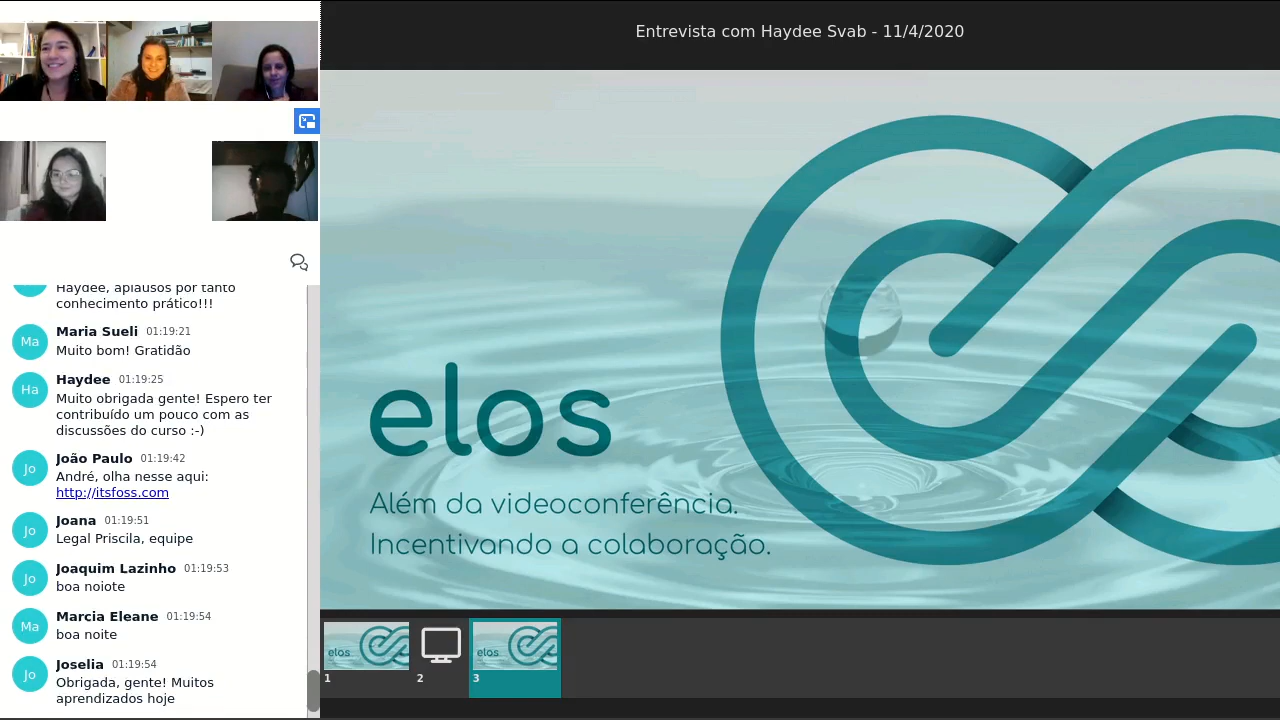 Entrevista com Haydee Svab - 11/4/2020
Haydee, aplausos por tanto
conhecimento prático!!!
Ma
Maria Sueli 01:19:21
Muito bom! Gratidão
Ha
Haydee 01:19:25
Muito obrigada gente! Espero ter
contribuído um pouco com as
discussões do curso :-)
Jo
João Paulo 01:19:42
André, olha nesse aqui:
http://itsfoss.com
Jo
Joana 01:19:51
Legal Priscila, equipe
Jo
Joaquim Lazinho 01:19:53
boa noiote
Ma
Marcia Eleane 01:19:54
boa noite
Jo
Joselia 01:19:54
Obrigada, gente! Muitos
aprendizados hoje
elos
Além da videoconferência.
Incentivando a colaboração.
elos
1
2
elos
3